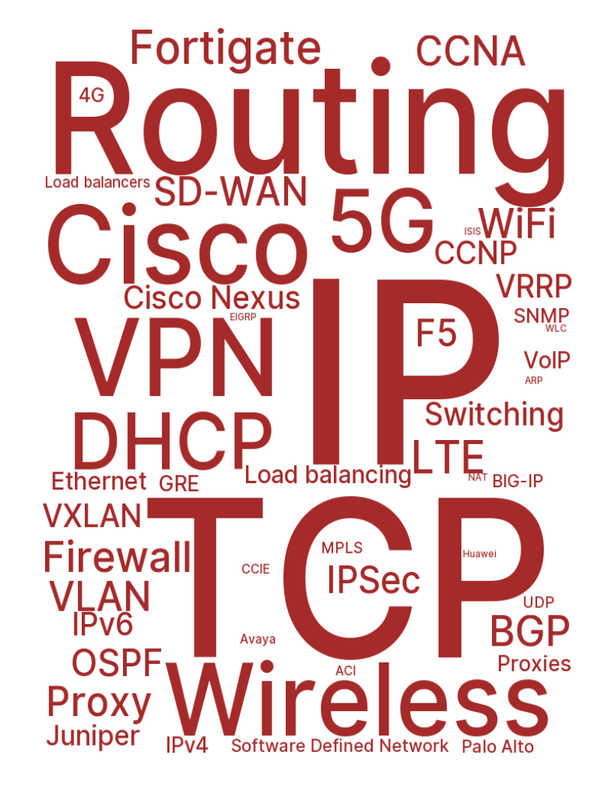 Fortigate
CCNA
4G
Routing
Load balancers
SD-WAN
5G
ISIS
WiFi
Cisco
CCNP
Cisco Nexus
VRRP
EIGRP
SNMP
WLC
VPN
IP
F5
VoIP
ARP
Switching
DHCP
LTE
Load balancing
Ethernet
GRE
NAT
BIG-IP
VXLAN
TCP
Firewall
MPLS
Huawei
CCIE
IPSec
VLAN
UDP
IPv6
BGP
Avaya
OSPF
ACI
Proxies
Proxy
Wireless
Juniper
IPv4
Software Defined Network
Palo Alto